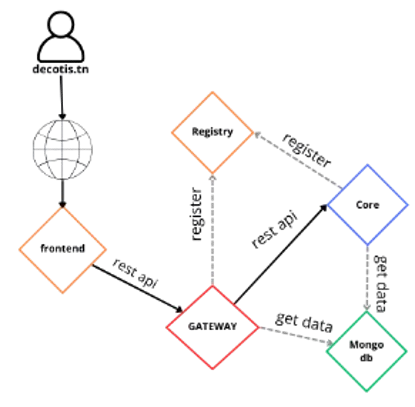 decotis.tn
Registry
register
Core
register
frontend
rest api
rest api
get data
GATEWAY
get data
Mongo
db